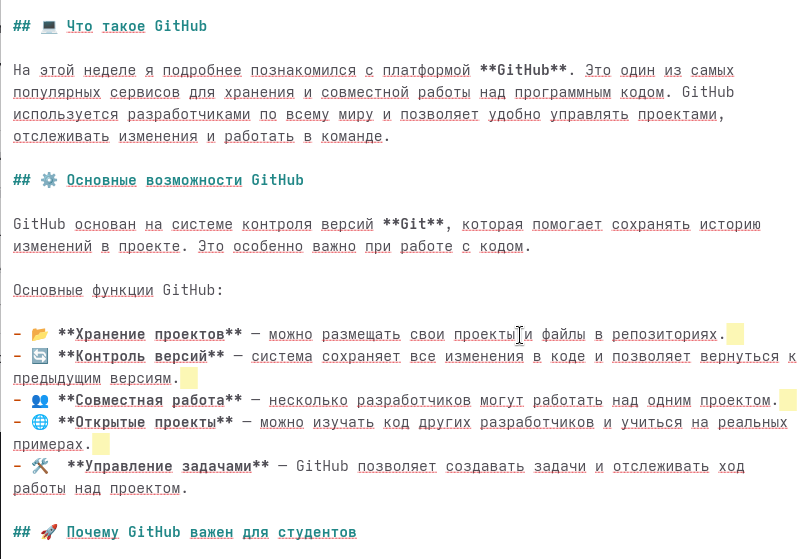 ## 💻 Что такое GitHub
На этой неделе я подробнее познакомился с платформой **GitHub**. Это один из самых
популярных сервисов для хранения и совместной работы над программным кодом. GitHub
используется разработчиками по всему миру и позволяет удобно управлять проектами,
отслеживать изменения и работать в команде.
## ⚙️ Основные возможности GitHub
GitHub основан на системе контроля версий **Git**, которая помогает сохранять историю
изменений в проекте. Это особенно важно при работе с кодом.
Основные функции GitHub:
- 📂 **Хранение проектов** — можно размещать свои проекты и файлы в репозиториях.
- 🔄 **Контроль версий** — система сохраняет все изменения в коде и позволяет вернуться к
предыдущим версиям.
- 👥 **Совместная работа** — несколько разработчиков могут работать над одним проектом.
- 🌐 **Открытые проекты** — можно изучать код других разработчиков и учиться на реальных
примерах.
- 🛠️ **Управление задачами** — GitHub позволяет создавать задачи и отслеживать ход
работы над проектом.
## 🚀 Почему GitHub важен для студентов